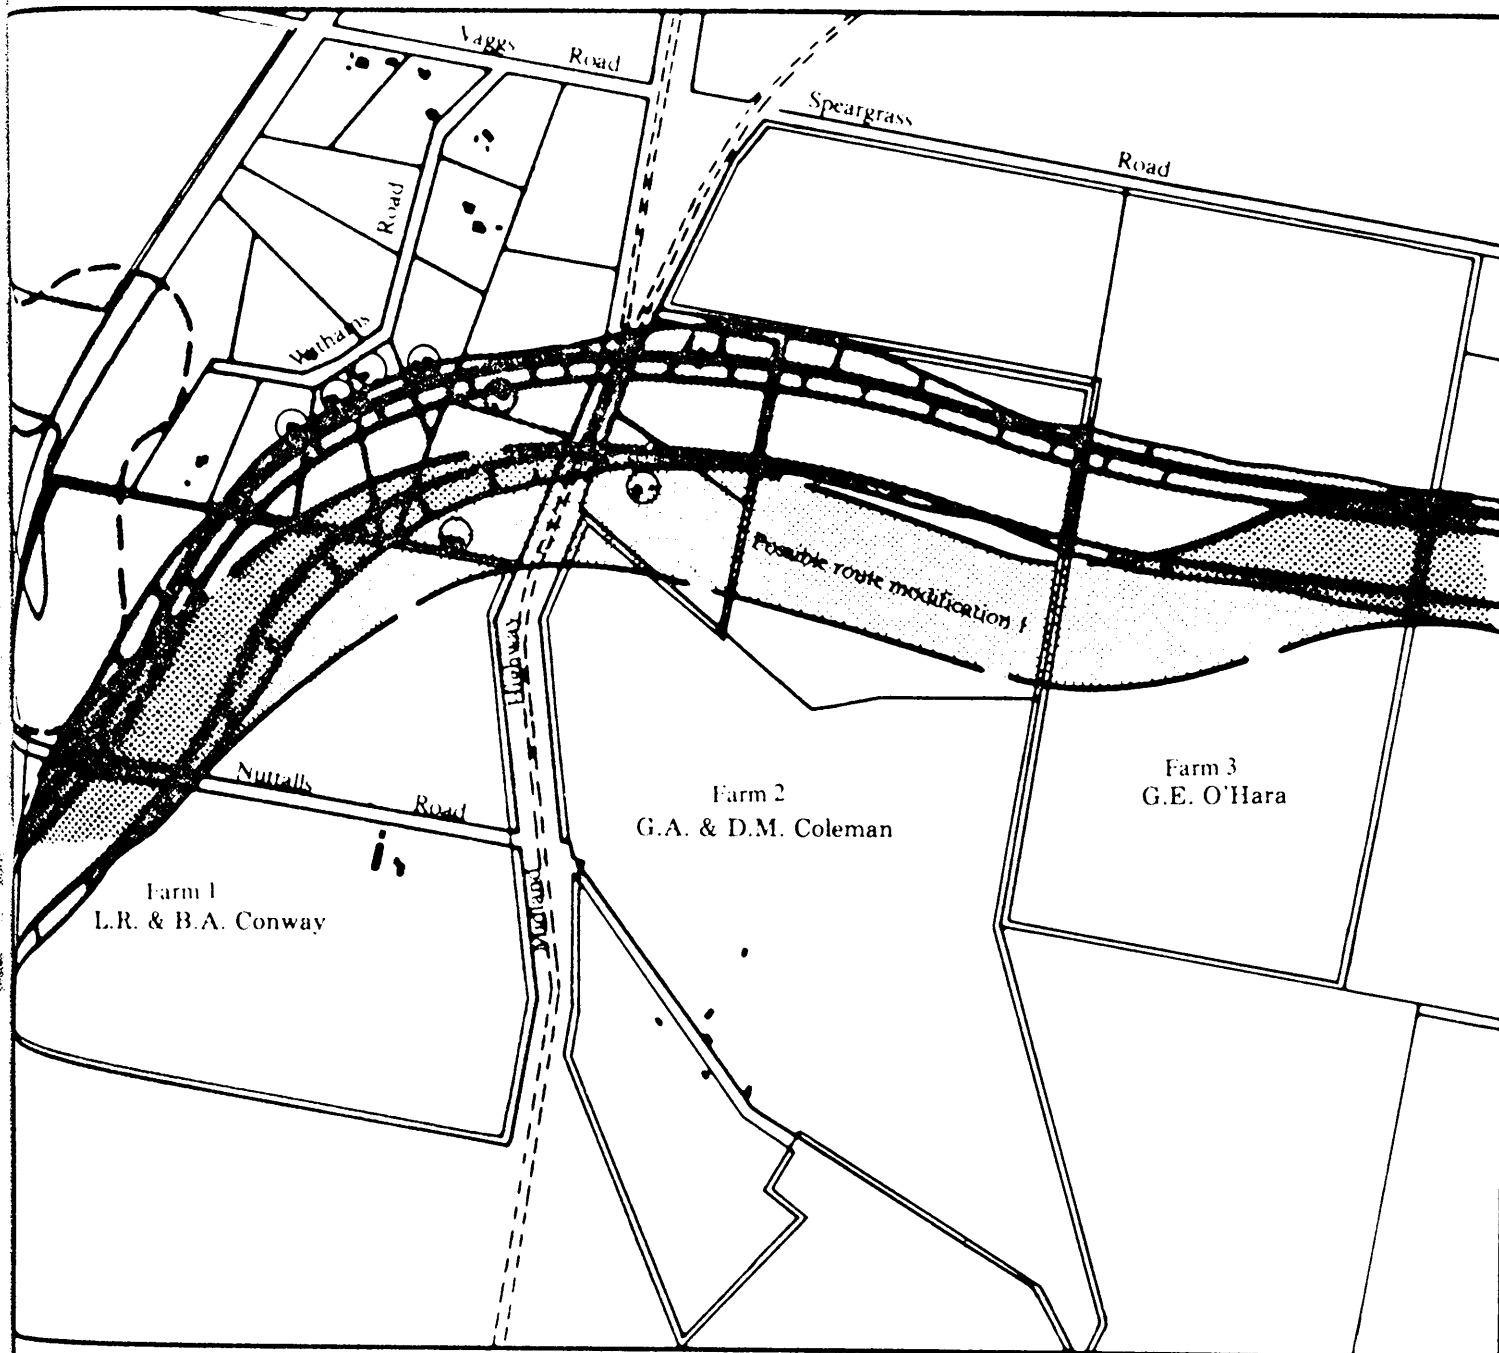 Vaggs Road
Speargrass Road
Road
Withams
Possible route modification 1
Highway
Midland
Nuttalls Road
Farm 1
L.R. & B.A. Conway
Farm 2
G.A. & D.M. Coleman
Farm 3
G.E. O'Hara